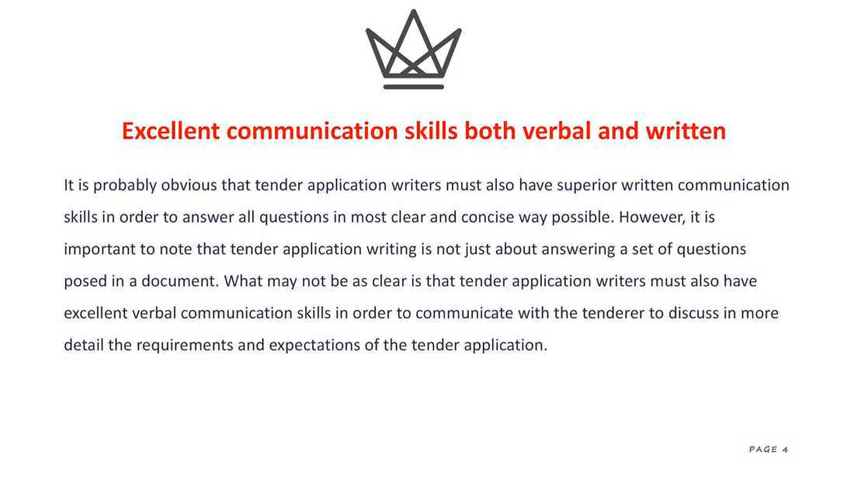 Excellent communication skills both verbal and written
It is probably obvious that tender application writers must also have superior written communication
skills in order to answer all questions in most clear and concise way possible. However, it is
important to note that tender application writing is not just about answering a set of questions
posed in a document. What may not be as clear is that tender application writers must also have
excellent verbal communication skills in order to communicate with the tenderer to discuss in more
detail the requirements and expectations of the tender application.
PAGE 4